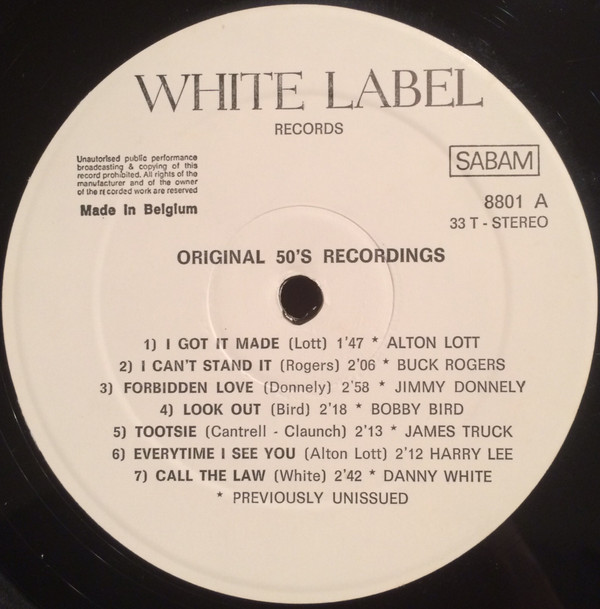 WHITE LABEL
RECORDS
Unautorised public performance
broadcasting & copying of this
record prohibited. All rights of the
manufacturer and of the owner
of the recorded work are reserved
Made in Belgium
SABAM
8801 A
33 T - STEREO
ORIGINAL 50'S RECORDINGS
1) I GOT IT MADE (Lott) 1'47 * ALTON LOTT
2) I CAN'T STAND IT (Rogers) 2'06 * BUCK ROGERS
3) FORBIDDEN LOVE (Donnely) 2'58 * JIMMY DONNELY
4) LOOK OUT (Bird) 2'18 * BOBBY BIRD
5) TOOTSIE (Cantrell - Claunch) 2'13 * JAMES TRUCK
6) EVERYTIME I SEE YOU (Alton Lott) 2'12 HARRY LEE
7) CALL THE LAW (White) 2'42 * DANNY WHITE
* PREVIOUSLY UNISSUED